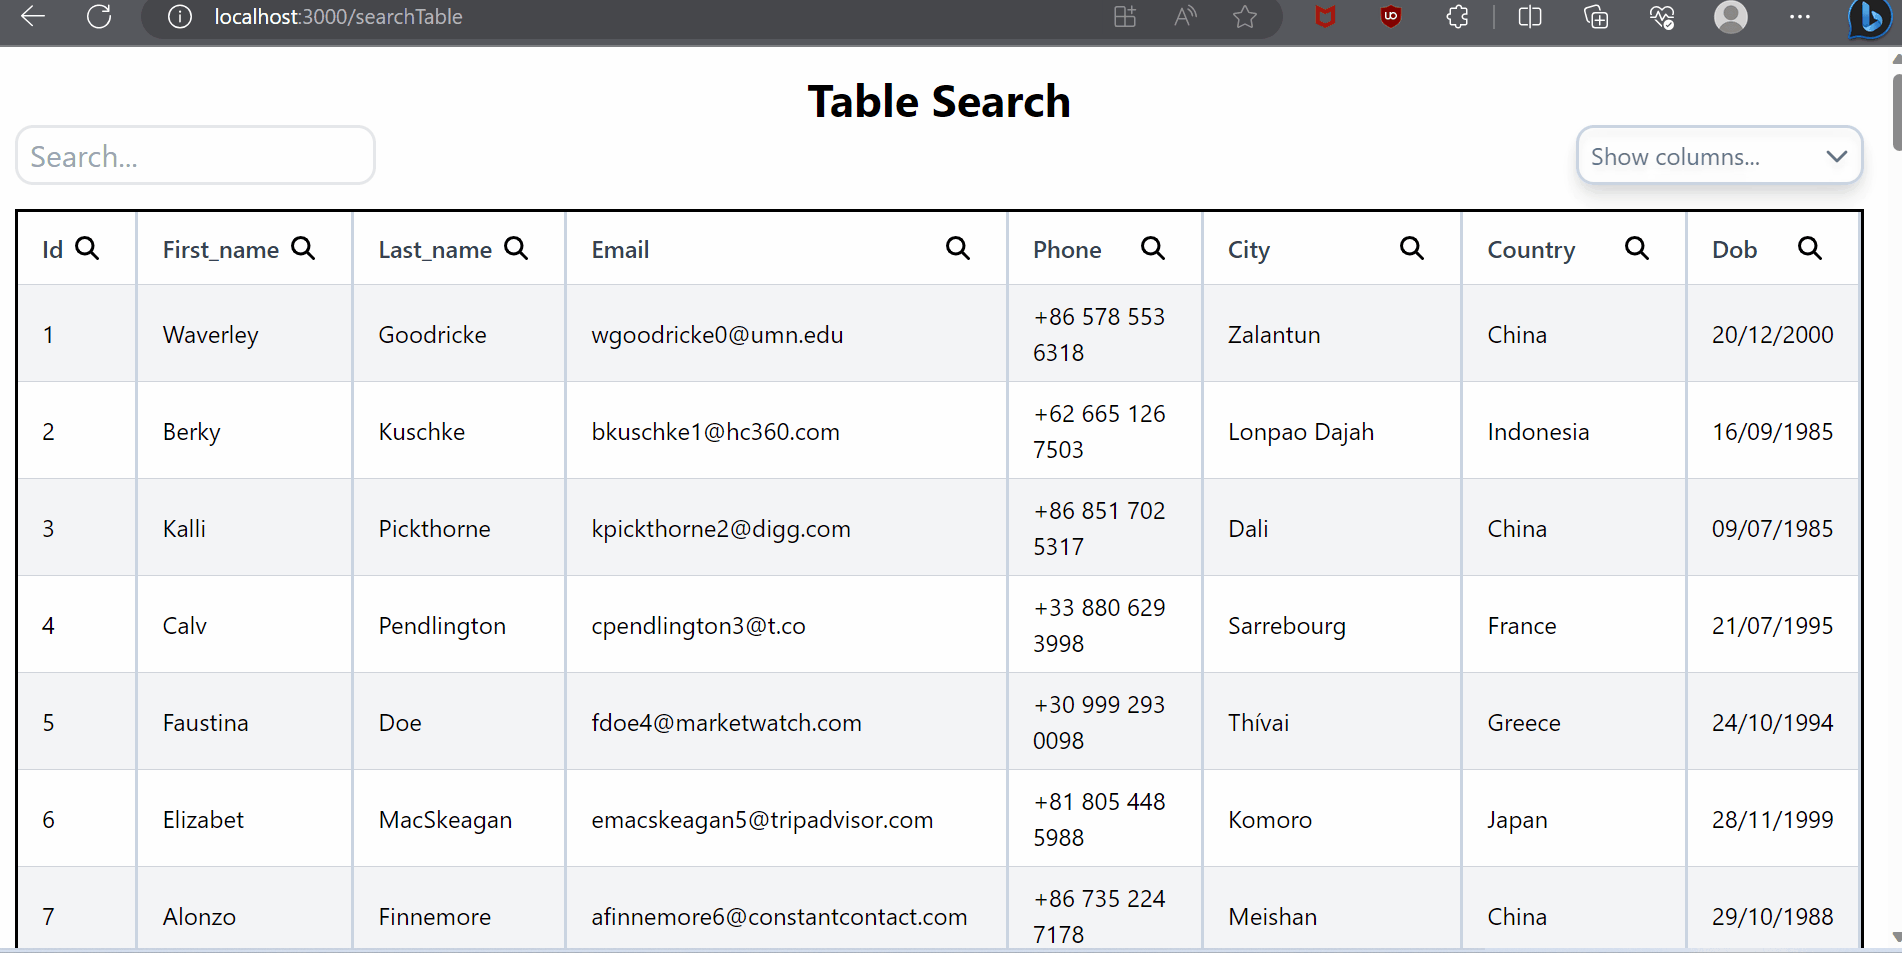 localhost:3000/searchTable
Table Search
Search...
Show columns...
Id First_name Last_name Email Phone City Country Dob
1 Waverley Goodricke wgoodricke0@umn.edu +86 578 553 6318 Zalantun China 20/12/2000
2 Berky Kuschke bkuschke1@hc360.com +62 665 126 7503 Lonpao Dajah Indonesia 16/09/1985
3 Kalli Pickthorne kpickthorne2@digg.com +86 851 702 5317 Dali China 09/07/1985
4 Calv Pendlington cpendlington3@t.co +33 880 629 3998 Sarrebourg France 21/07/1995
5 Faustina Doe fdoe4@marketwatch.com +30 999 293 0098 Thívai Greece 24/10/1994
6 Elizabet MacSkeagan emacskeagan5@tripadvisor.com +81 805 448 5988 Komoro Japan 28/11/1999
7 Alonzo Finnemore afinnemore6@constantcontact.com +86 735 224 7178 Meishan China 29/10/1988